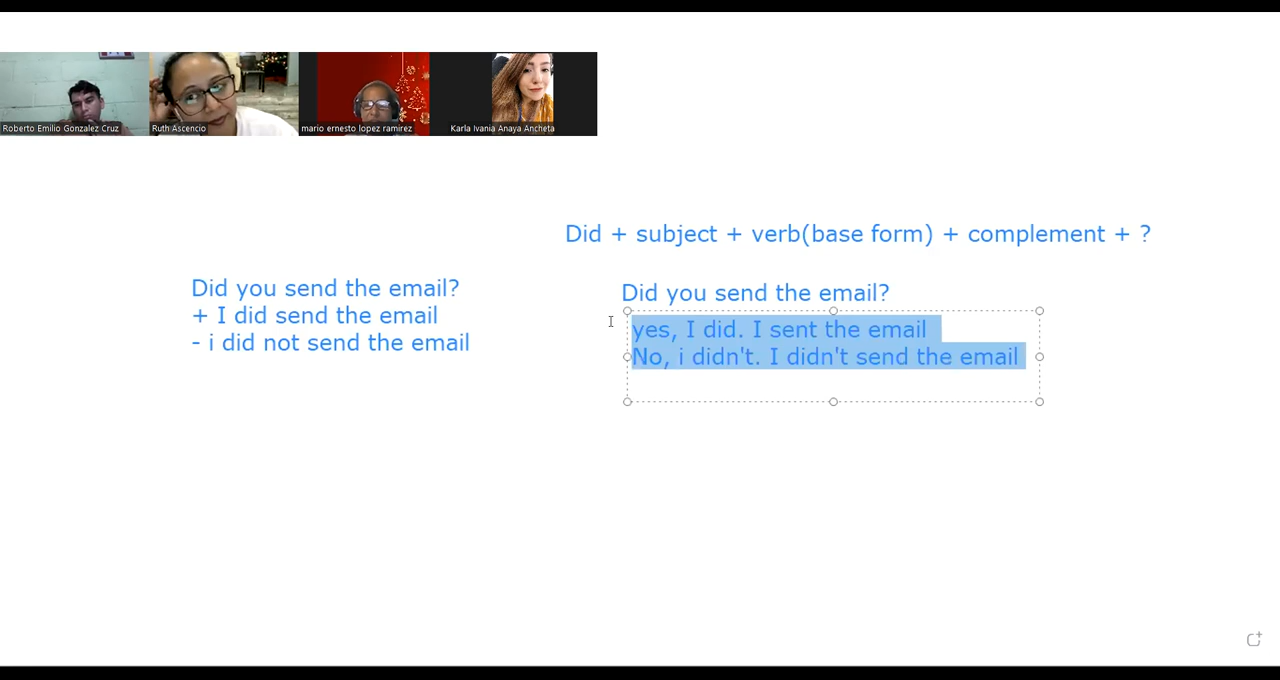 Roberto Emilio Gonzalez Cruz
Ruth Ascencio
mario ernesto lopez ramirez
Karla Ivania Anaya Ancheta
Did + subject + verb(base form) + complement + ?
Did you send the email?
+ I did send the email
- i did not send the email
Did you send the email?
yes, I did. I sent the email
No, i didn't. I didn't send the email